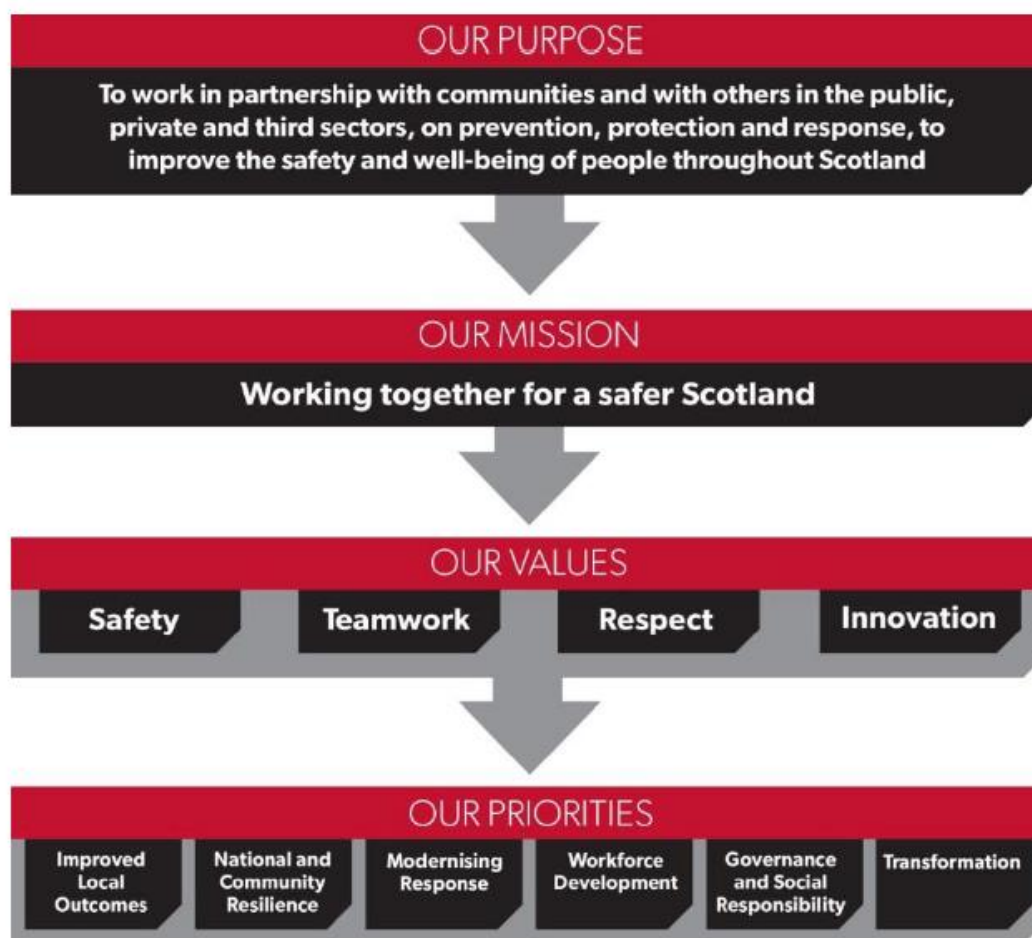 OUR PURPOSE
To work in partnership with communities and with others in the public,
private and third sectors, on prevention, protection and response, to
improve the safety and well-being of people throughout Scotland
OUR MISSION
Working together for a safer Scotland
OUR VALUES
Safety
Teamwork
Respect
Innovation
OUR PRIORITIES
Improved
Local
Outcomes
National and
Community
Resilience
Modernising
Response
Workforce
Development
Governance
and Social
Responsibility
Transformation